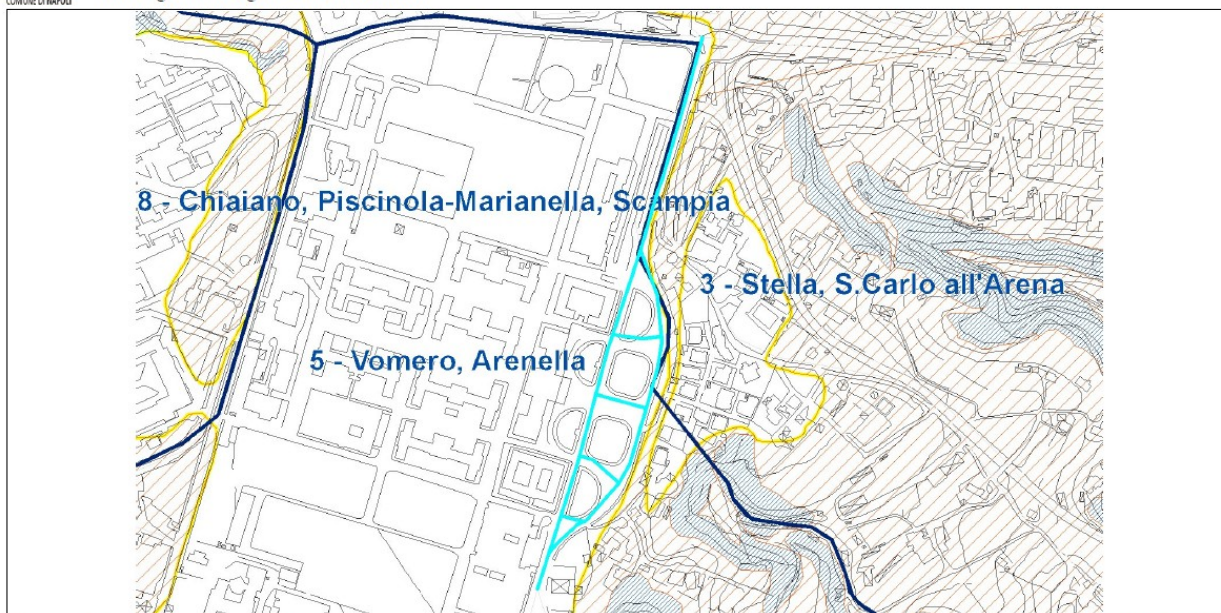 COMUNE DI NAPOLI
8 - Chiaiano, Piscinola-Marianella, Scampia
3 - Stella, S.Carlo all'Arena
5 - Vomero, Arenella